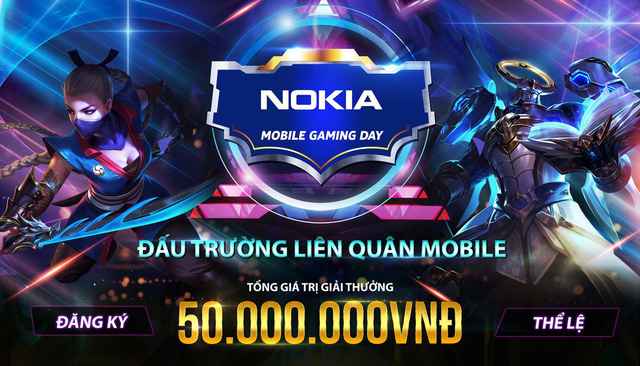 NOKIA
MOBILE GAMING DAY
ĐẤU TRƯỜNG LIÊN QUÂN MOBILE
TỔNG GIÁ TRỊ GIẢI THƯỞNG
ĐĂNG KÝ
50.000.000VNĐ
THỂ LỆ